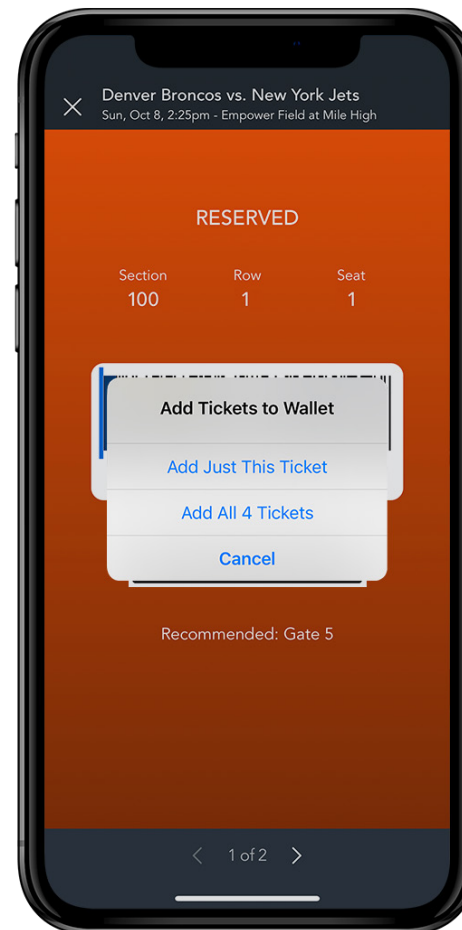 Denver Broncos vs. New York Jets
Sun, Oct 8, 2:25pm - Empower Field at Mile High
RESERVED
Section Row Seat
100 1 1
Add Tickets to Wallet
Add Just This Ticket
Add All 4 Tickets
Cancel
Recommended: Gate 5
1 of 2